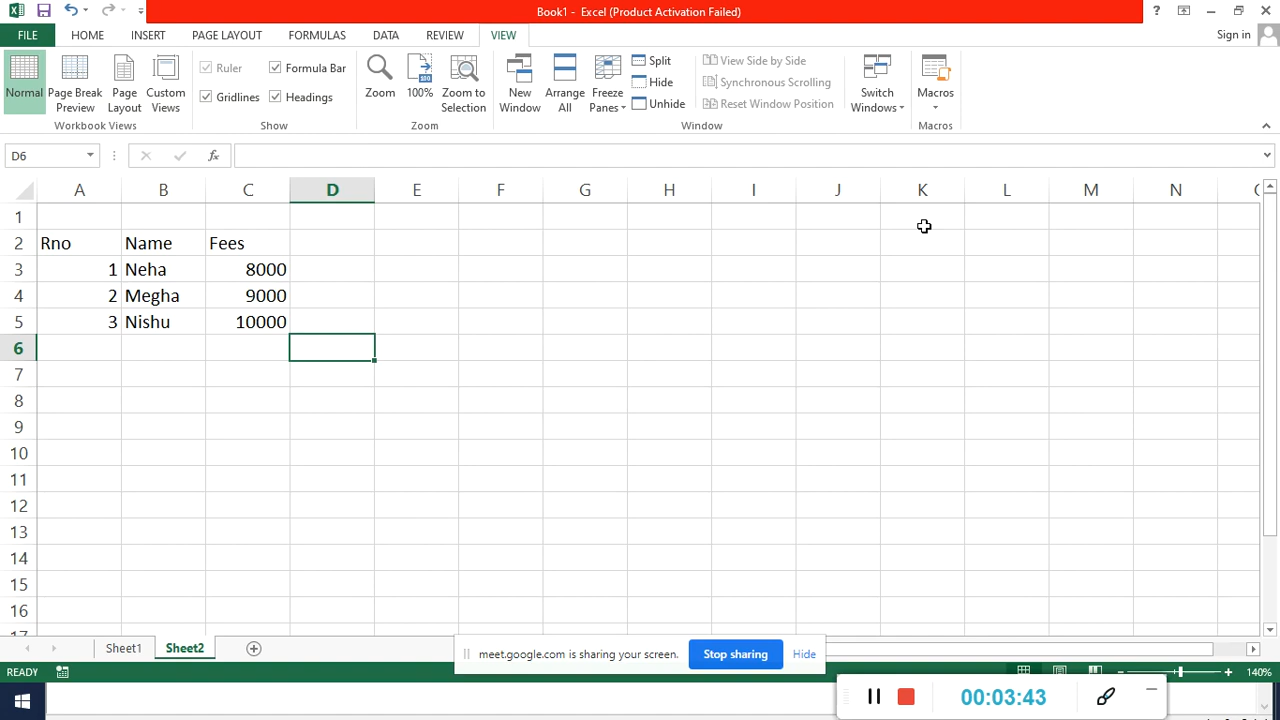 Book1 - Excel (Product Activation Failed)
?
FILE HOME INSERT PAGE LAYOUT FORMULAS DATA REVIEW VIEW Sign in
Normal Page Break Preview Page Layout Custom Views
Workbook Views
Ruler Formula Bar
Gridlines Headings
Show
Zoom 100% Zoom to Selection
Zoom
New Window Arrange All Freeze Panes
Split
Hide
Unhide
View Side by Side
Synchronous Scrolling
Reset Window Position
Switch Windows
Window
Macros
Macros
D6 fx
A B C D E F G H I J K L M N
1
2 Rno Name Fees
3 1 Neha 8000
4 2 Megha 9000
5 3 Nishu 10000
6
7
8
9
10
11
12
13
14
15
16
17
Sheet1 Sheet2
meet.google.com is sharing your screen. Stop sharing Hide
READY 140%
00:03:43